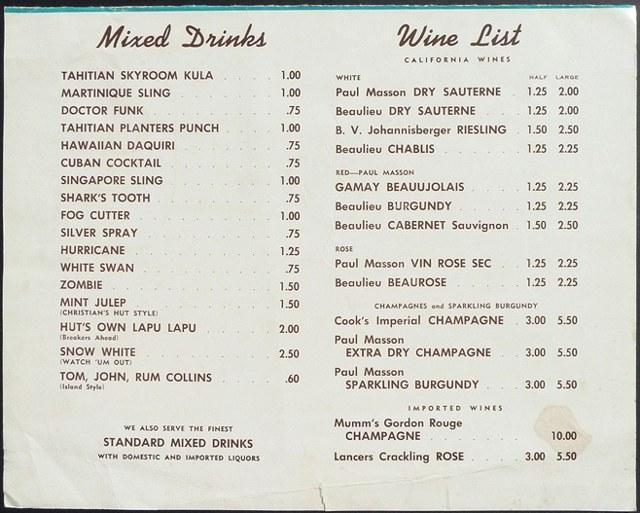 Mixed Drinks
TAHITIAN SKYROOM KULA 1.00
MARTINIQUE SLING 1.00
DOCTOR FUNK .75
TAHITIAN PLANTERS PUNCH 1.00
HAWAIIAN DAQUIRI .75
CUBAN COCKTAIL .75
SINGAPORE SLING 1.00
SHARK'S TOOTH .75
FOG CUTTER 1.00
SILVER SPRAY .75
HURRICANE 1.25
WHITE SWAN .75
ZOMBIE 1.50
MINT JULEP 1.50
(CHRISTIAN'S HUT STYLE)
HUT'S OWN LAPU LAPU 2.00
(Breakers Ahead)
SNOW WHITE 2.50
(WATCH 'UM OUT)
TOM, JOHN, RUM COLLINS .60
(Island Style)
WE ALSO SERVE THE FINEST
STANDARD MIXED DRINKS
WITH DOMESTIC AND IMPORTED LIQUORS
Wine List
CALIFORNIA WINES
WHITE HALF LARGE
Paul Masson DRY SAUTERNE 1.25 2.00
Beaulieu DRY SAUTERNE 1.25 2.00
B. V. Johannisberger RIESLING 1.50 2.50
Beaulieu CHABLIS 1.25 2.25
RED—PAUL MASSON
GAMAY BEAUUJOLAIS 1.25 2.25
Beaulieu BURGUNDY 1.25 2.25
Beaulieu CABERNET Sauvignon 1.50 2.50
ROSE
Paul Masson VIN ROSE SEC 1.25 2.25
Beaulieu BEAUROSE 1.25 2.25
CHAMPAGNES and SPARKLING BURGUNDY
Cook's Imperial CHAMPAGNE 3.00 5.50
Paul Masson
EXTRA DRY CHAMPAGNE 3.00 5.50
Paul Masson
SPARKLING BURGUNDY 3.00 5.50
IMPORTED WINES
Mumm's Gordon Rouge
CHAMPAGNE 10.00
Lancers Crackling ROSE 3.00 5.50